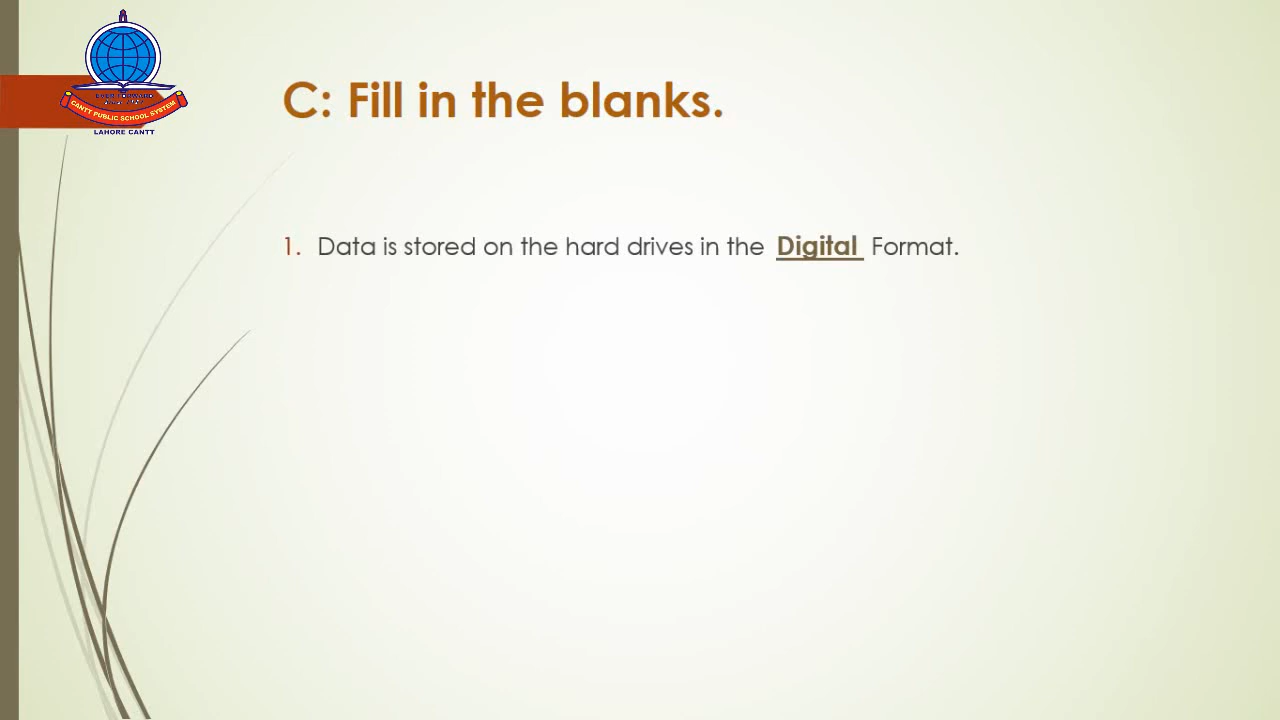 CANTT PUBLIC SCHOOL SYSTEM
LAHORE CANTT
C: Fill in the blanks.
1. Data is stored on the hard drives in the Digital Format.